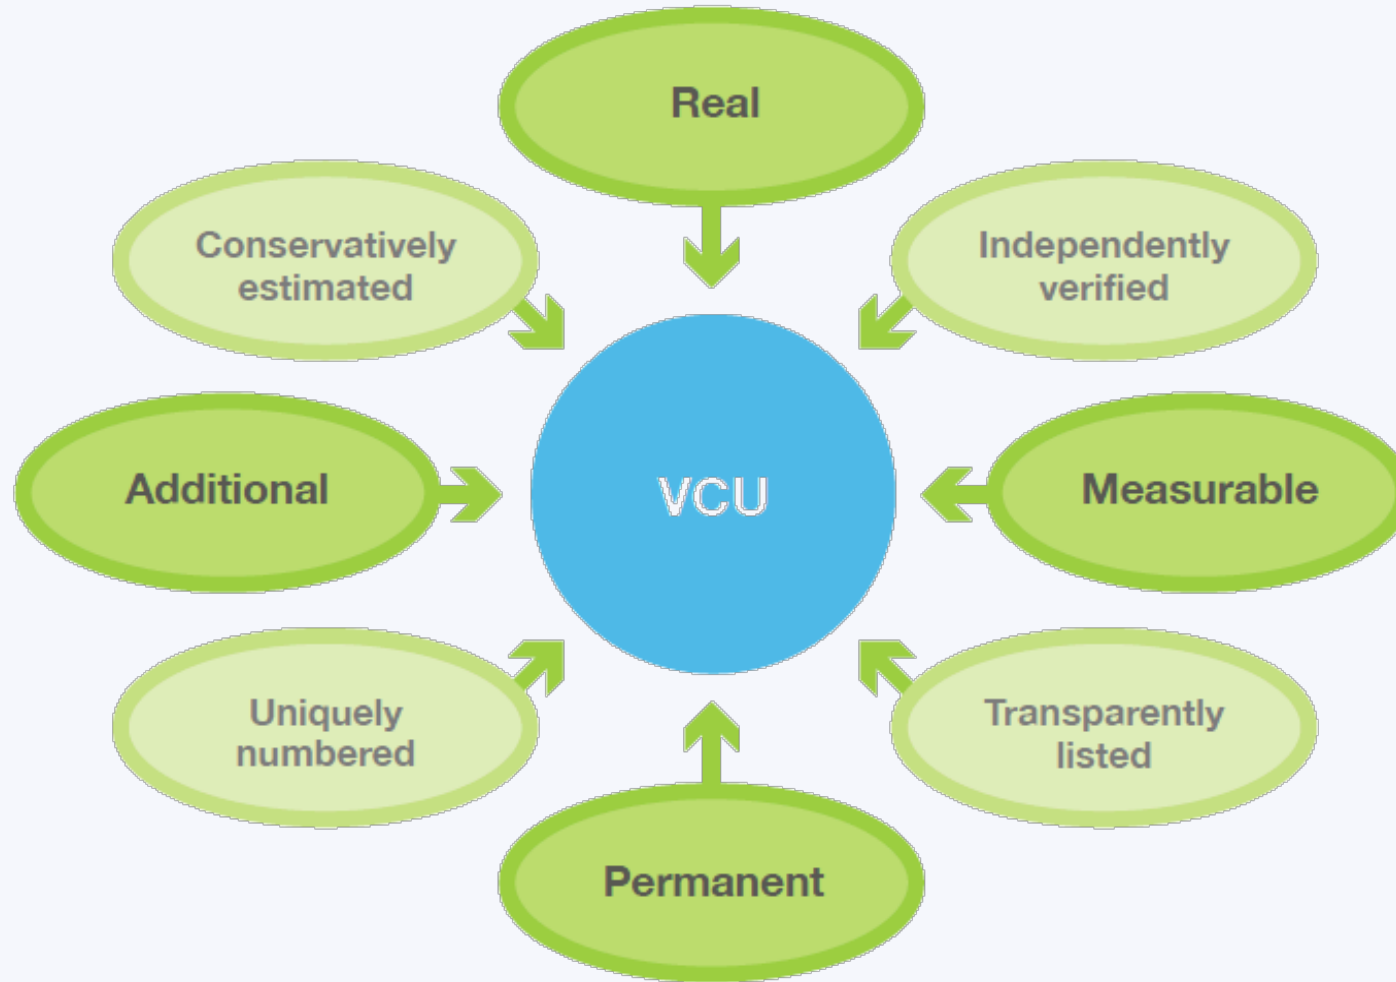 Real
Conservatively
estimated
Independently
verified
Additional
VCU
Measurable
Uniquely
numbered
Transparently
listed
Permanent